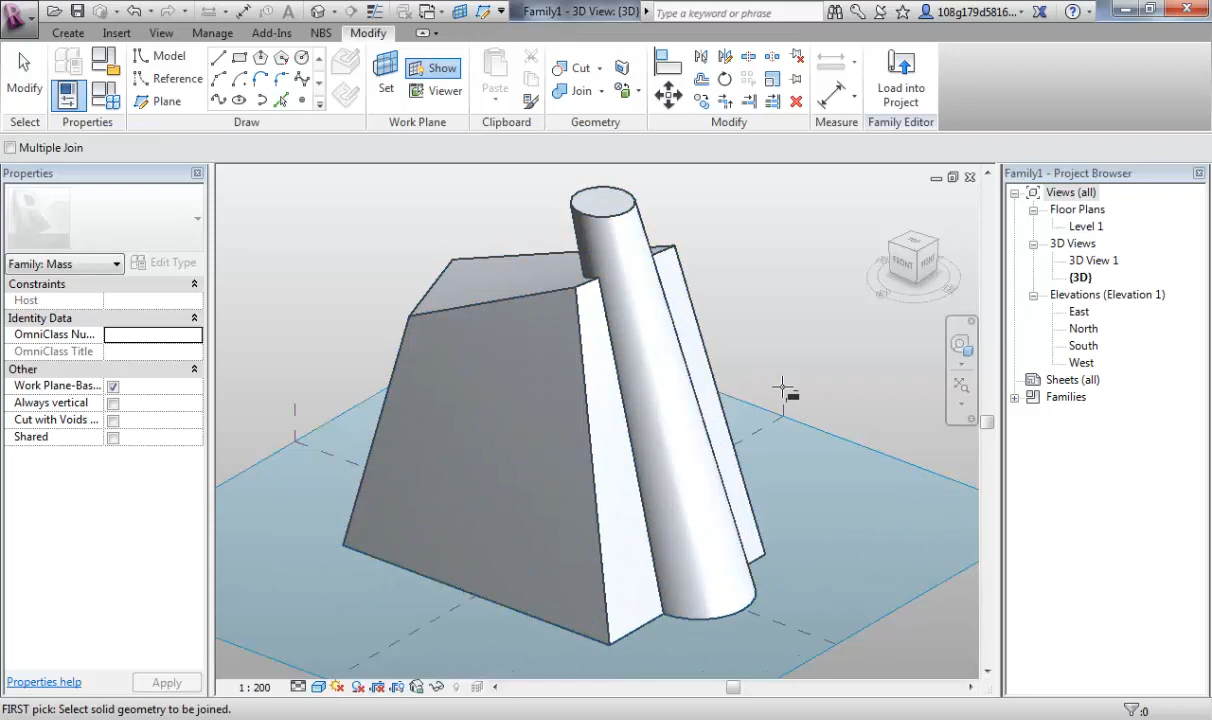 Family1 - 3D View: {3D}
Type a keyword or phrase
108g179d5816...
Create
Insert
View
Manage
Add-Ins
NBS
Modify
Modify
Model
Reference
Plane
Set
Show
Viewer
Paste
Cut
Join
Load into
Project
Select
Properties
Draw
Work Plane
Clipboard
Geometry
Modify
Measure
Family Editor
Multiple Join
Properties
Family: Mass
Edit Type
Constraints
Host
Identity Data
OmniClass Nu...
OmniClass Title
Other
Work Plane-Bas...
Always vertical
Cut with Voids ...
Shared
Properties help
Apply
FRONT
Family1 - Project Browser
Views (all)
Floor Plans
Level 1
3D Views
3D View 1
{3D}
Elevations (Elevation 1)
East
North
South
West
Sheets (all)
Families
1 : 200
FIRST pick: Select solid geometry to be joined.
:0